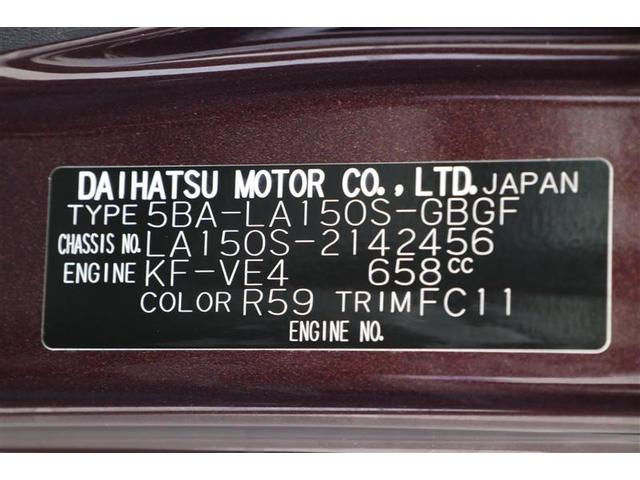 DAIHATSU MOTOR CO., LTD. JAPAN
TYPE 5BA-LA150S-GBGF
CHASSIS NO. LA150S-2142456
ENGINE KF-VE4 658cc
COLOR R59 TRIM FC11
ENGINE NO.